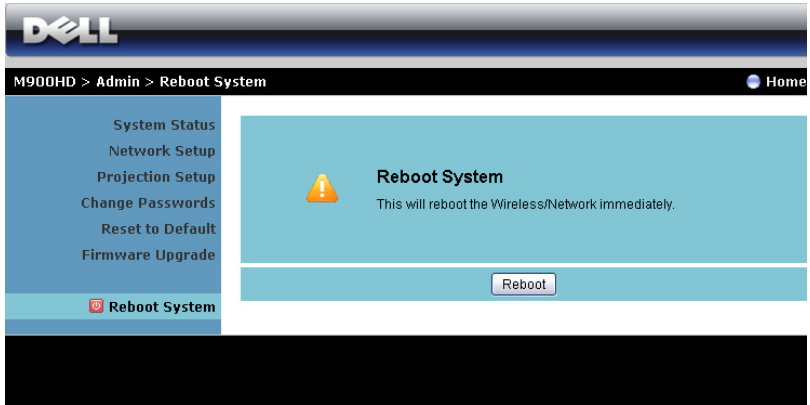 DELL
M900HD > Admin > Reboot System
Home
System Status
Network Setup
Projection Setup
Change Passwords
Reset to Default
Firmware Upgrade
Reboot System
Reboot System
This will reboot the Wireless/Network immediately.
Reboot